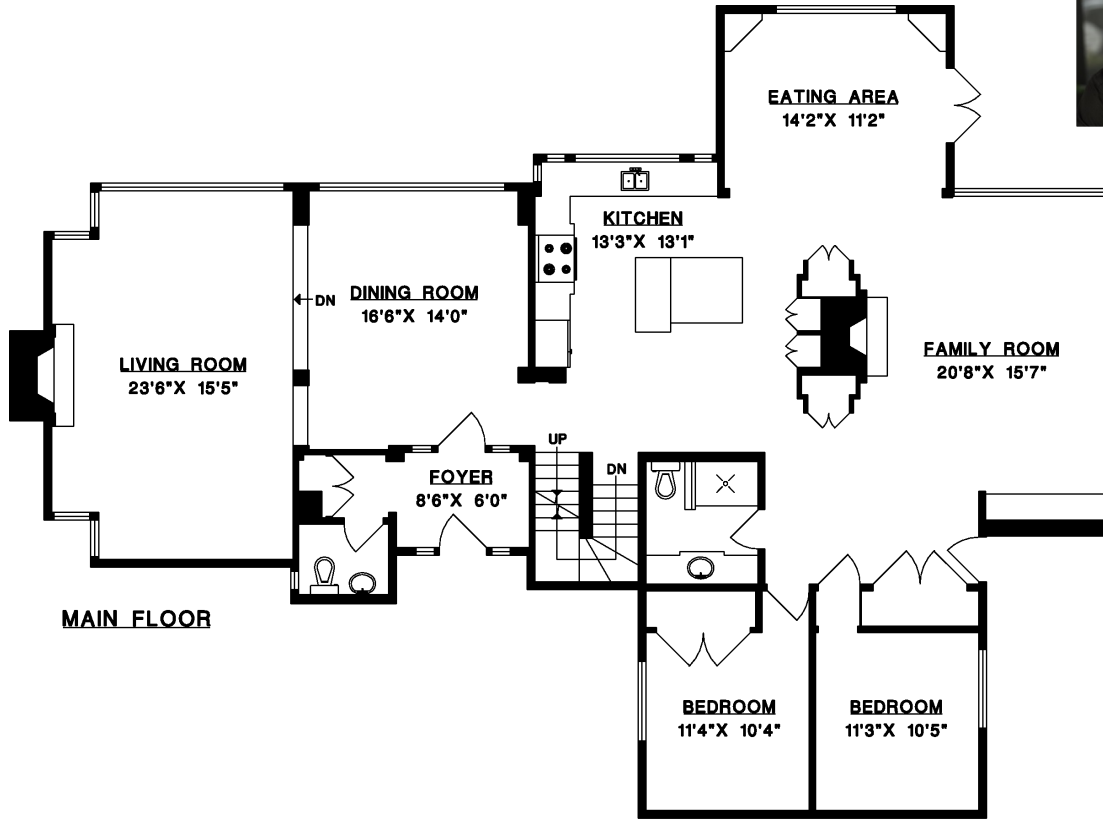 EATING AREA
14'2"X 11'2"
KITCHEN
13'3"X 13'1"
DINING ROOM
16'6"X 14'0"
DN
LIVING ROOM
23'6"X 15'5"
FAMILY ROOM
20'8"X 15'7"
UP
DN
FOYER
8'6"X 6'0"
MAIN FLOOR
BEDROOM
11'4"X 10'4"
BEDROOM
11'3"X 10'5"